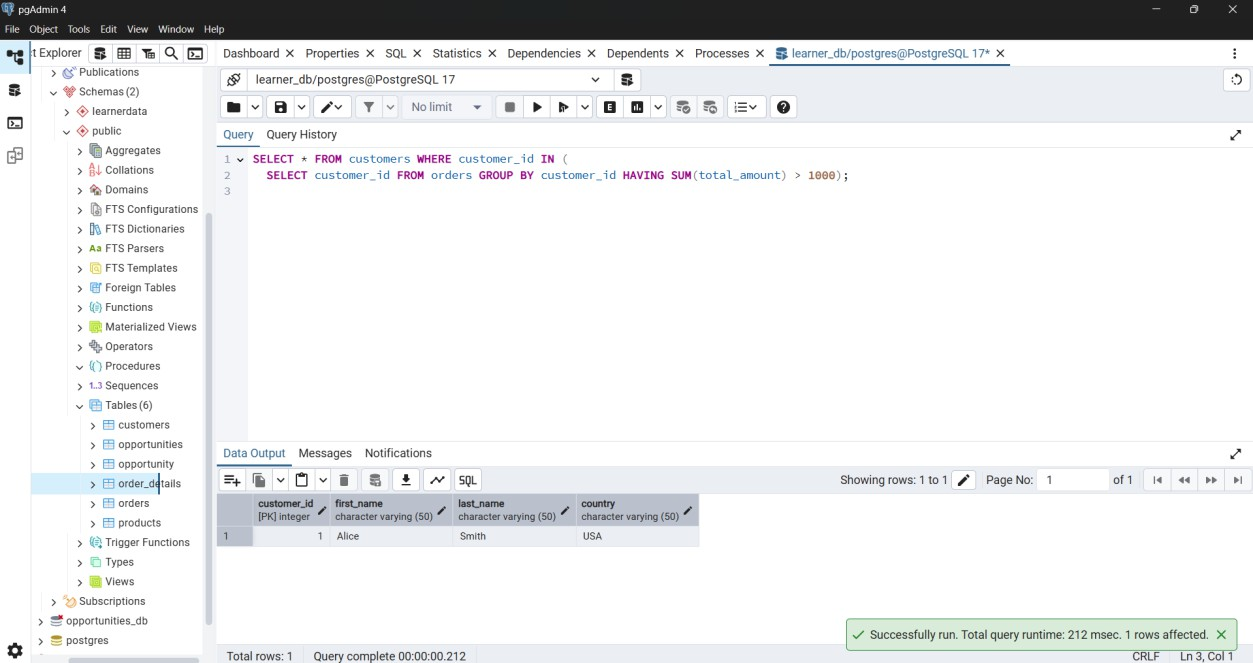 pgAdmin 4
File Object Tools Edit View Window Help
t Explorer
Dashboard Properties SQL Statistics Dependencies Dependents Processes learner_db/postgres@PostgreSQL 17*
Publications
Schemas (2)
learnerdata
public
Aggregates
Collations
Domains
FTS Configurations
FTS Dictionaries
Aa FTS Parsers
FTS Templates
Foreign Tables
Functions
Materialized Views
Operators
Procedures
1..3 Sequences
Tables (6)
customers
opportunities
opportunity
order_details
orders
products
Trigger Functions
Types
Views
Subscriptions
opportunities_db
postgres
learner_db/postgres@PostgreSQL 17
No limit
E
Query Query History
1 SELECT * FROM customers WHERE customer_id IN (
2 SELECT customer_id FROM orders GROUP BY customer_id HAVING SUM(total_amount) > 1000);
3
Data Output Messages Notifications
SQL
Showing rows: 1 to 1 Page No: 1 of 1
customer_id first_name last_name country
[PK] integer character varying (50) character varying (50) character varying (50)
1 1 Alice Smith USA
Successfully run. Total query runtime: 212 msec. 1 rows affected.
Total rows: 1 Query complete 00:00:00.212 CRLF Ln 3, Col 1